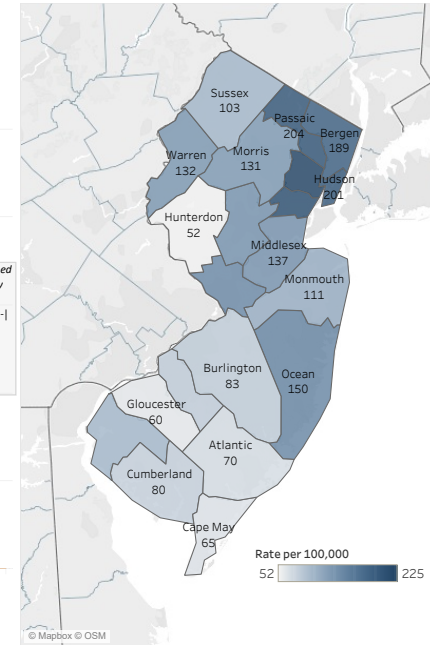 Sussex
103
Passaic
204
Bergen
189
Warren
132
Morris
131
Hudson
201
Hunterdon
52
Middlesex
137
Monmouth
111
Burlington
83
Ocean
150
Gloucester
60
Atlantic
70
Cumberland
80
Cape May
65
ed
y
-|
Rate per 100,000
52 225
© Mapbox © OSM